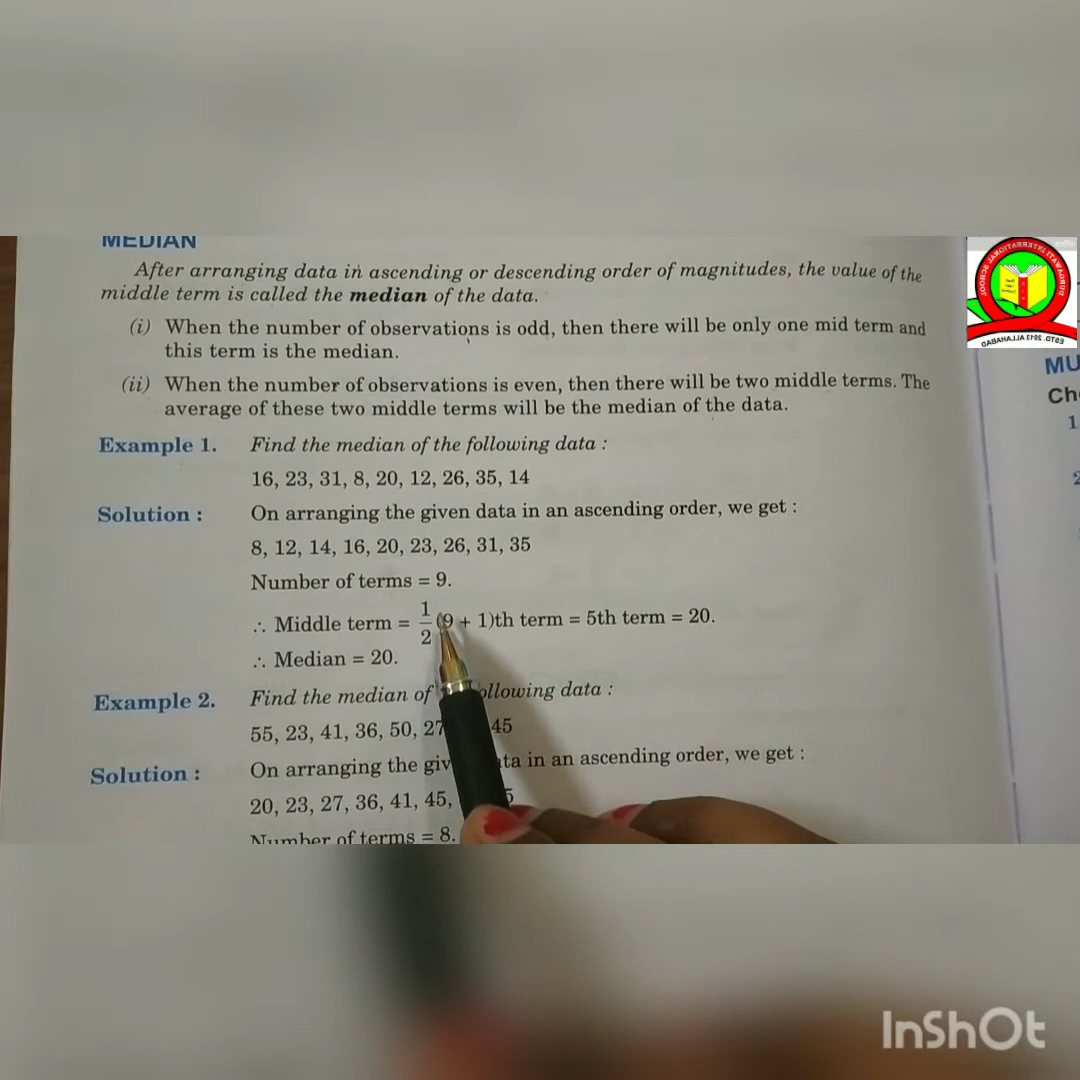 MEDIAN
After arranging data in ascending or descending order of magnitudes, the value of the
middle term is called the median of the data.
(i) When the number of observations is odd, then there will be only one mid term and
this term is the median.
(ii) When the number of observations is even, then there will be two middle terms. The
average of these two middle terms will be the median of the data.
Example 1. Find the median of the following data :
16, 23, 31, 8, 20, 12, 26, 35, 14
Solution : On arranging the given data in an ascending order, we get :
8, 12, 14, 16, 20, 23, 26, 31, 35
Number of terms = 9.
∴ Middle term = 1/2 (9 + 1)th term = 5th term = 20.
∴ Median = 20.
Example 2. Find the median of following data :
55, 23, 41, 36, 50, 27 45
Solution : On arranging the data in an ascending order, we get :
20, 23, 27, 36, 41, 45,
Number of terms = 8.
MU
Ch
1
2
ESTD. 2013 ALLAHABAD
InShOt